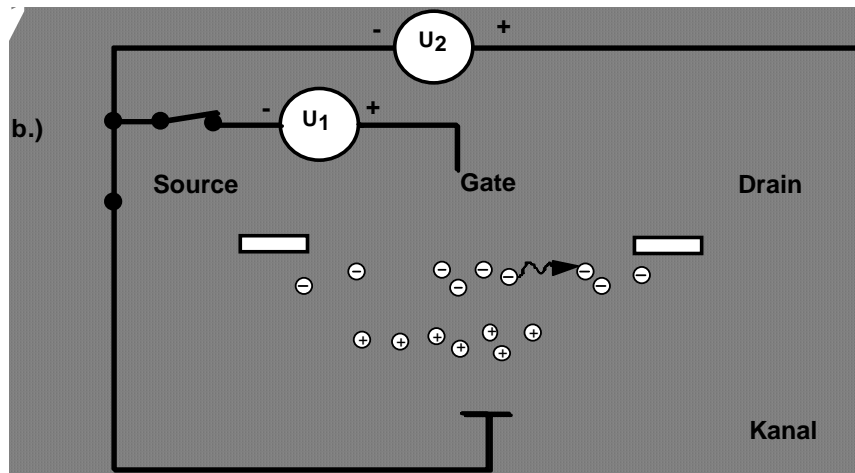 - U2 +
b.)
- U1 +
Source
Gate
Drain
Kanal